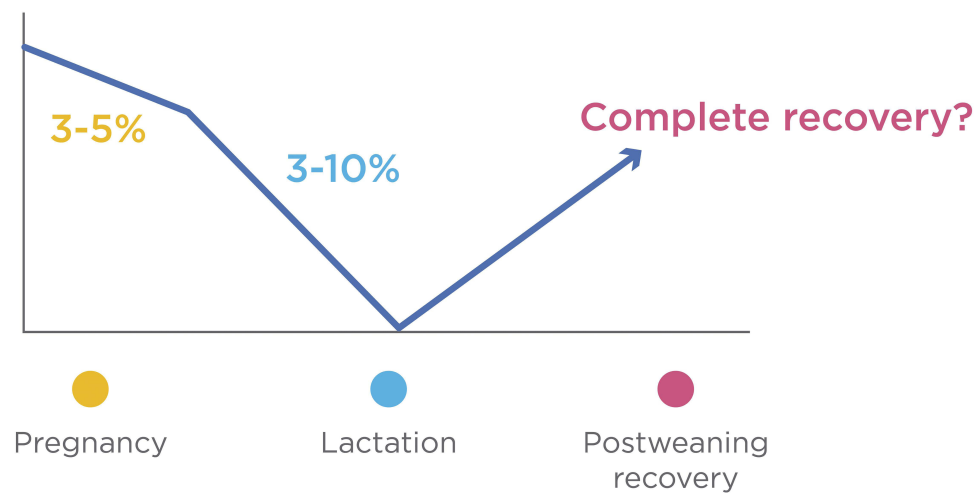 3-5%
3-10%
Complete recovery?
Pregnancy
Lactation
Postweaning
recovery